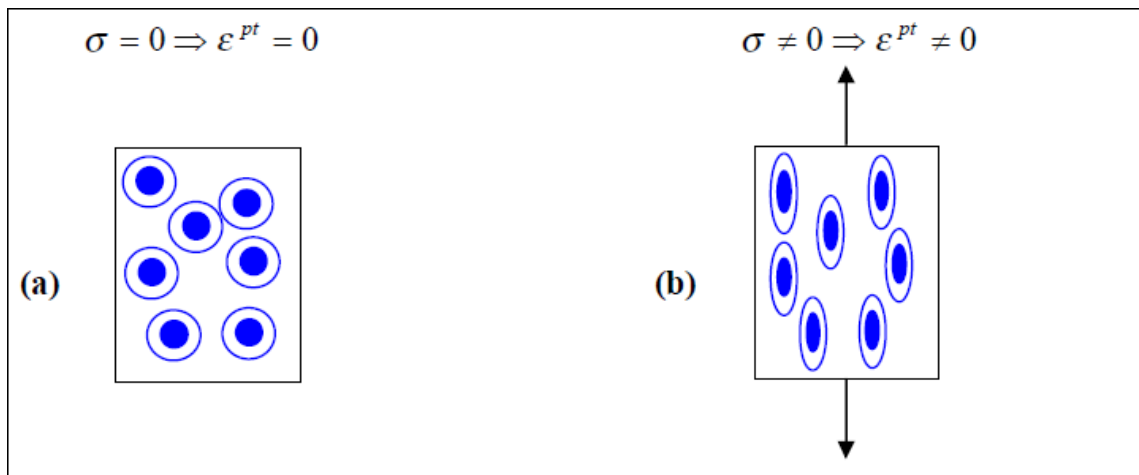 σ = 0 ⇒ ε^{pt} = 0
σ ≠ 0 ⇒ ε^{pt} ≠ 0
(a)
(b)